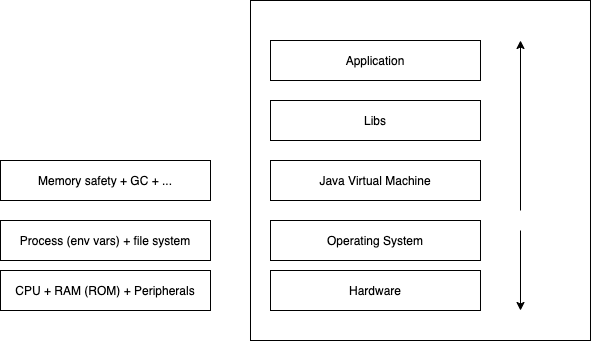 Application
Libs
Memory safety + GC + ...
Java Virtual Machine
Process (env vars) + file system
Operating System
CPU + RAM (ROM) + Peripherals
Hardware